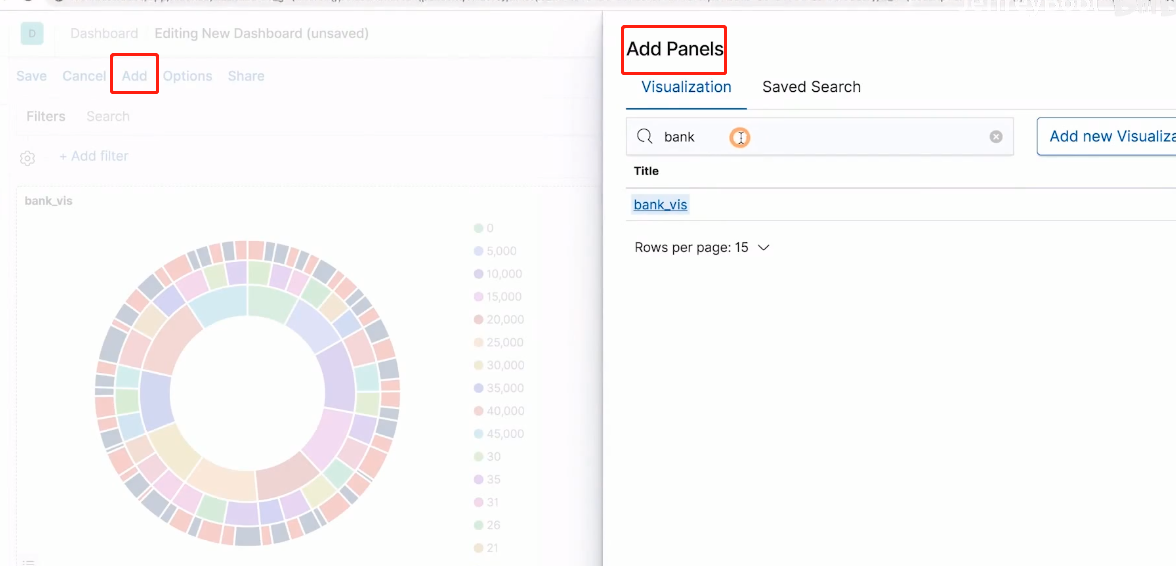 D Dashboard Editing New Dashboard (unsaved)
Save Cancel Add Options Share
Filters Search
+ Add filter
bank_vis
0
5,000
10,000
15,000
20,000
25,000
30,000
35,000
40,000
45,000
30
35
31
26
21
Add Panels
Visualization Saved Search
bank
Add new Visualiza
Title
bank_vis
Rows per page: 15